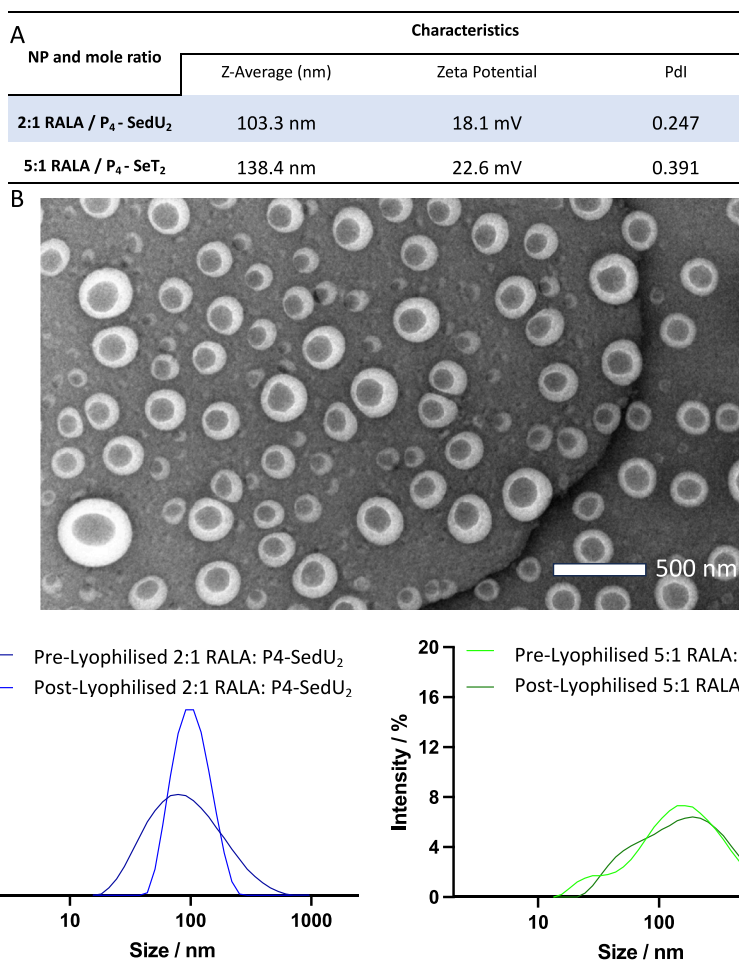 A
Characteristics
NP and mole ratio
Z-Average (nm)
Zeta Potential
PdI
2:1 RALA / P₄ - SedU₂
103.3 nm
18.1 mV
0.247
5:1 RALA / P₄ - SeT₂
138.4 nm
22.6 mV
0.391
B
500 nm
Pre-Lyophilised 2:1 RALA: P4-SedU₂
Post-Lyophilised 2:1 RALA: P4-SedU₂
10
100
1000
Size / nm
Pre-Lyophilised 5:1 RALA:
Post-Lyophilised 5:1 RALA
20
16
12
8
4
0
Intensity / %
10
100
Size / nm